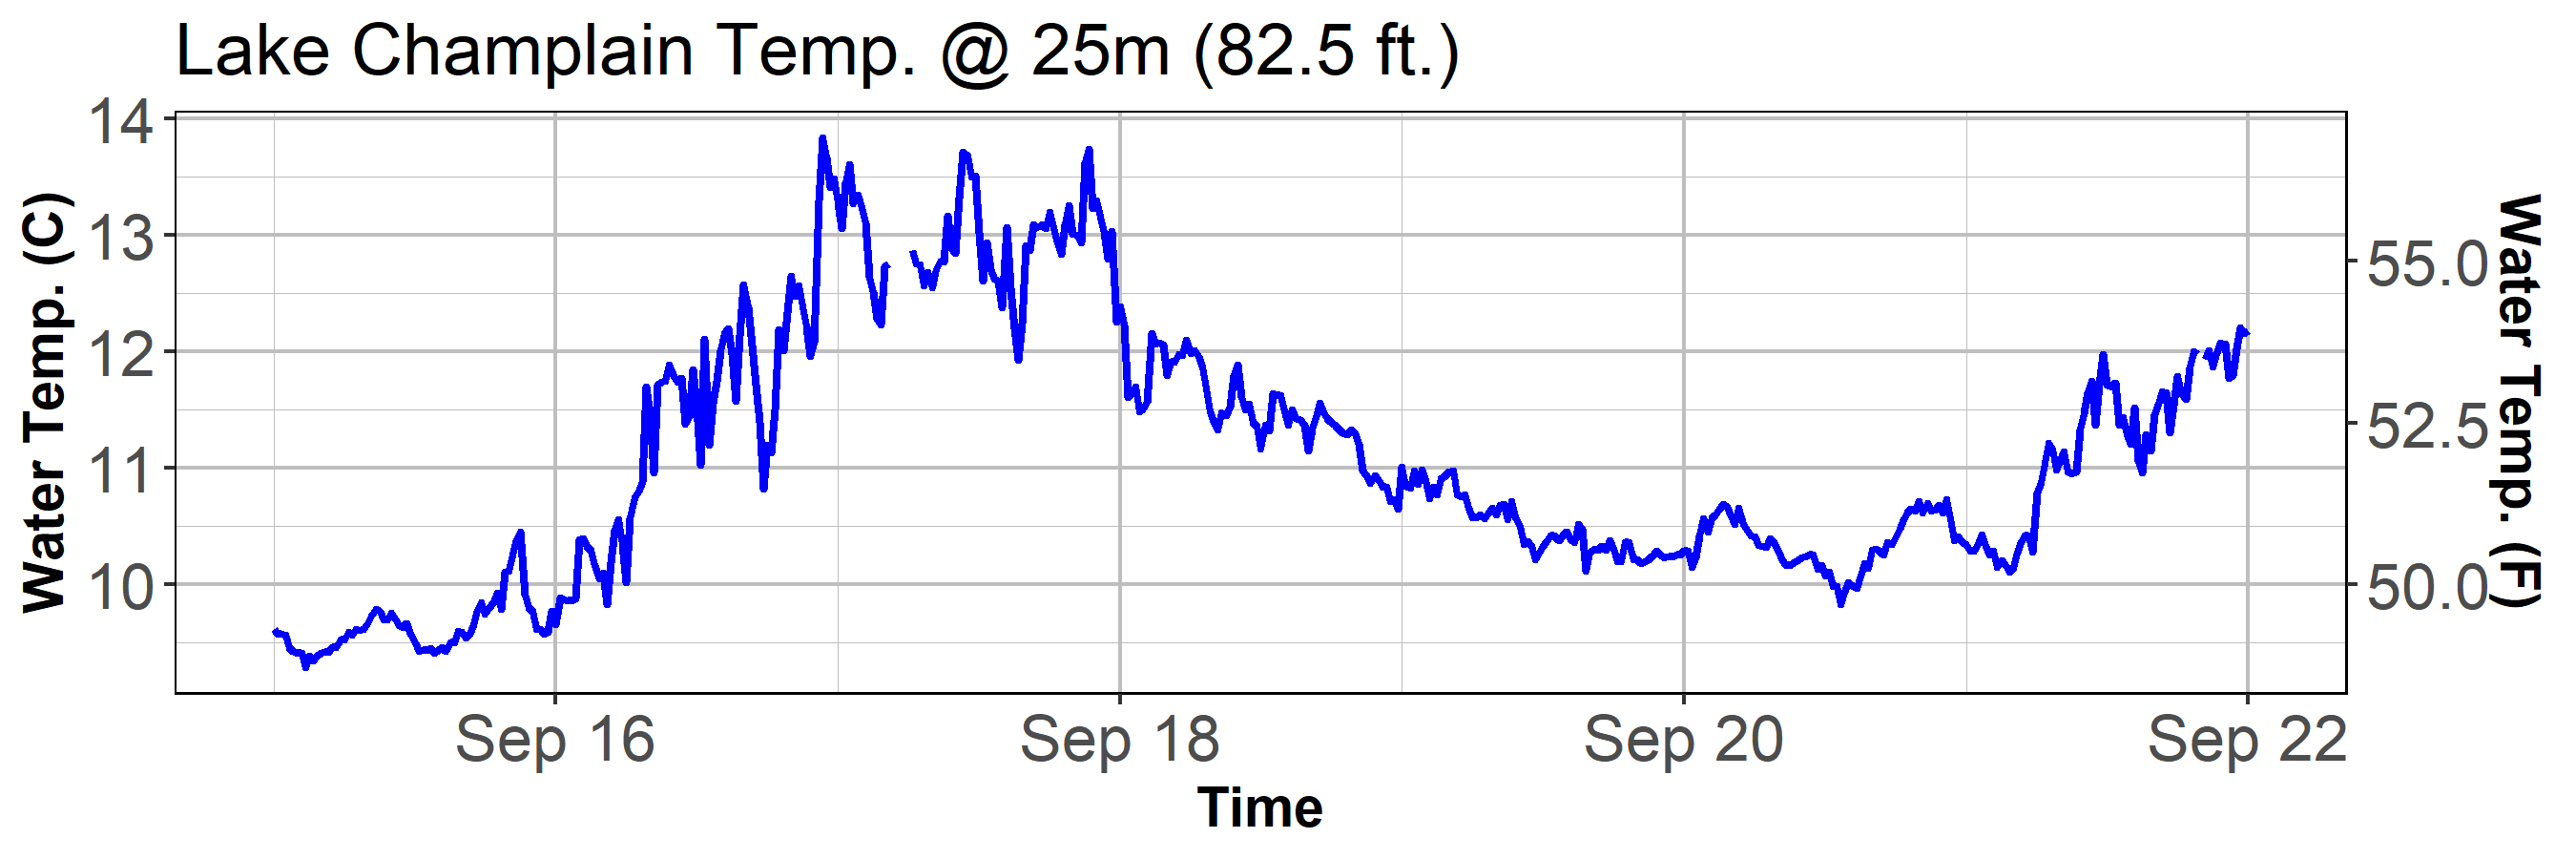 Lake Champlain Temp. @ 25m (82.5 ft.)
Water Temp. (C)
14
13
12
11
10
55.0
52.5
50.0
Water Temp. (F)
Sep 16 Sep 18 Sep 20 Sep 22
Time